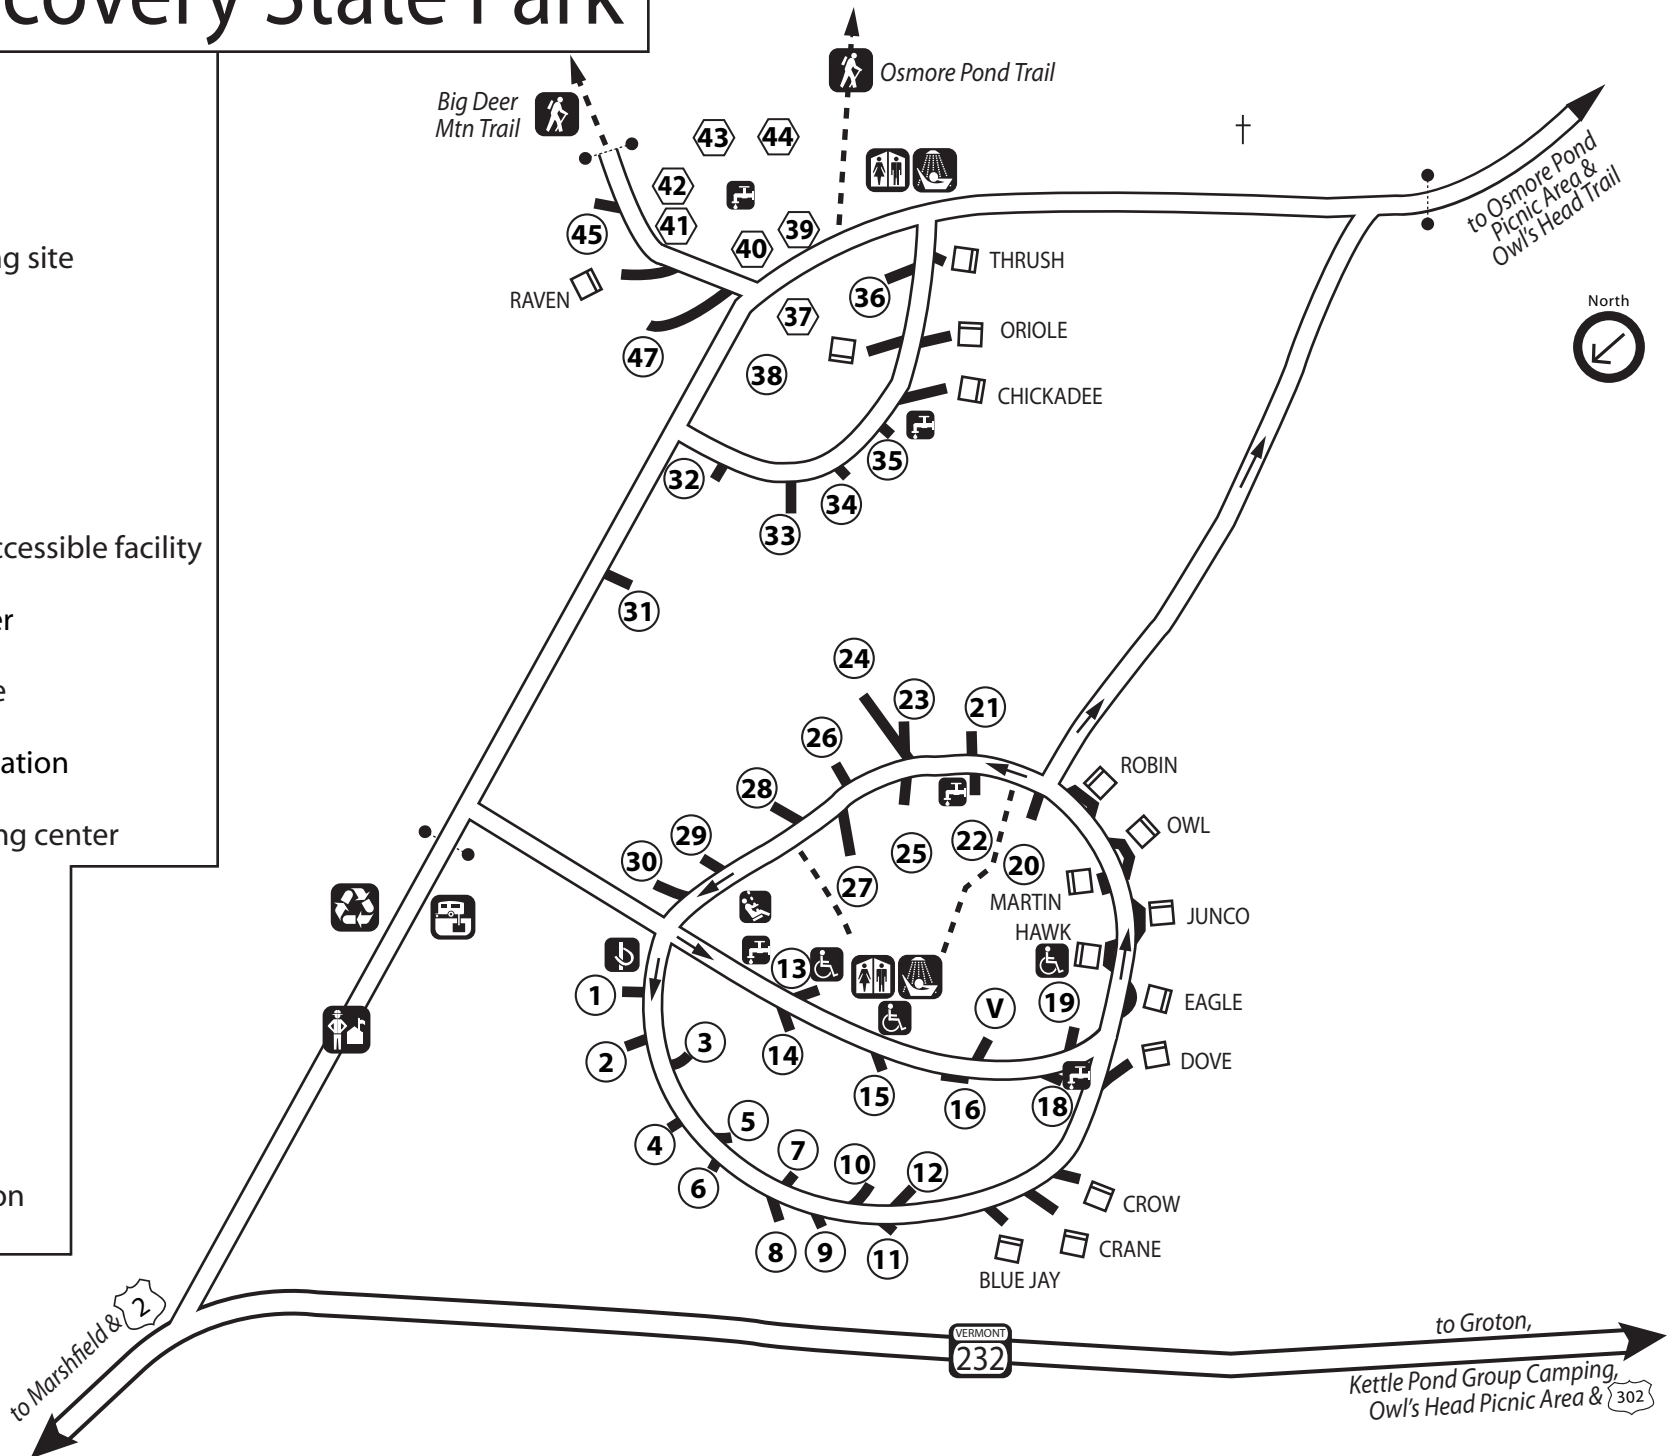 covery State Park
g site
ccessible facility
er
e
ation
ng center
on
Big Deer
Mtn Trail
Osmore Pond Trail
to Osmore Pond
Picnic Area &
Owl's Head Trail
North
43
44
42
41
40
39
45
RAVEN
47
37
38
36
THRUSH
ORIOLE
CHICKADEE
32
33
34
35
31
24
23
21
26
28
29
30
27
25
22
20
ROBIN
OWL
MARTIN
JUNCO
HAWK
EAGLE
DOVE
13
V
19
1
2
3
14
15
16
18
4
5
6
7
10
12
8
9
11
CROW
CRANE
BLUE JAY
to Marshfield & 2
VERMONT
232
to Groton,
Kettle Pond Group Camping,
Owl's Head Picnic Area & 302